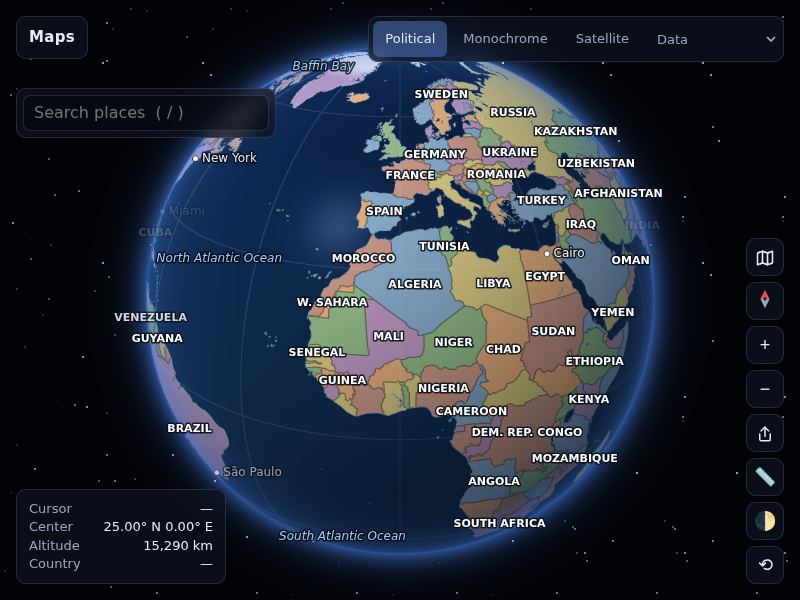 Maps
Political Monochrome Satellite Data
Search places ( / )
Baffin Bay
SWEDEN
RUSSIA
KAZAKHSTAN
New York
GERMANY
UKRAINE
UZBEKISTAN
FRANCE
ROMANIA
AFGHANISTAN
TURKEY
Miami
SPAIN
IRAQ
INDIA
CUBA
TUNISIA
Cairo
North Atlantic Ocean
MOROCCO
OMAN
ALGERIA
LIBYA
EGYPT
W. SAHARA
YEMEN
VENEZUELA
GUYANA
MALI
NIGER
SUDAN
SENEGAL
CHAD
ETHIOPIA
GUINEA
NIGERIA
KENYA
CAMEROON
BRAZIL
DEM. REP. CONGO
MOZAMBIQUE
São Paulo
ANGOLA
SOUTH AFRICA
South Atlantic Ocean
Cursor —
Center 25.00° N 0.00° E
Altitude 15,290 km
Country —
+
−